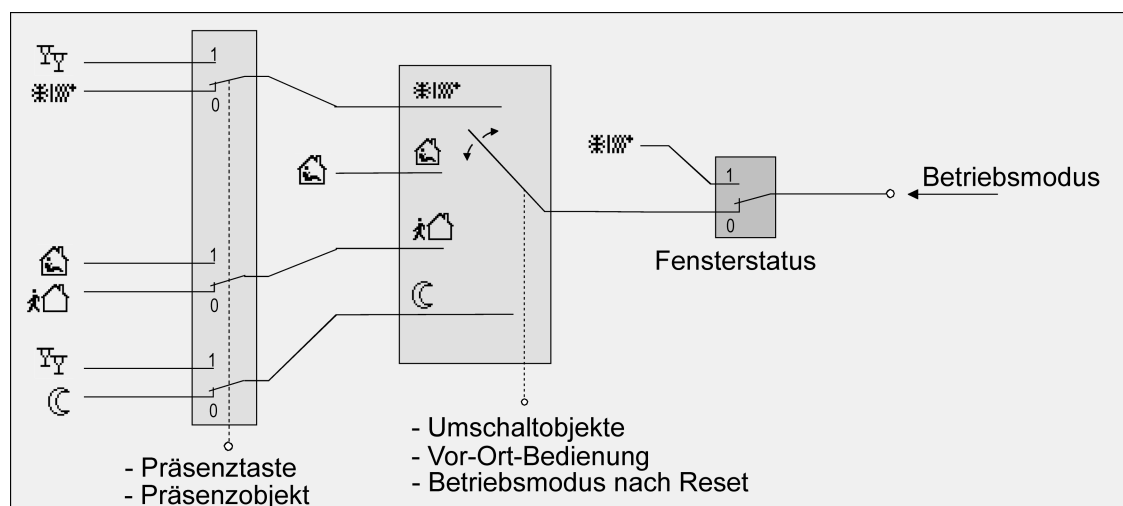 1
0
1
0
1
0
1
0
Betriebsmodus
Fensterstatus
- Präsenztaste
- Präsenzobjekt
- Umschaltobjekte
- Vor-Ort-Bedienung
- Betriebsmodus nach Reset